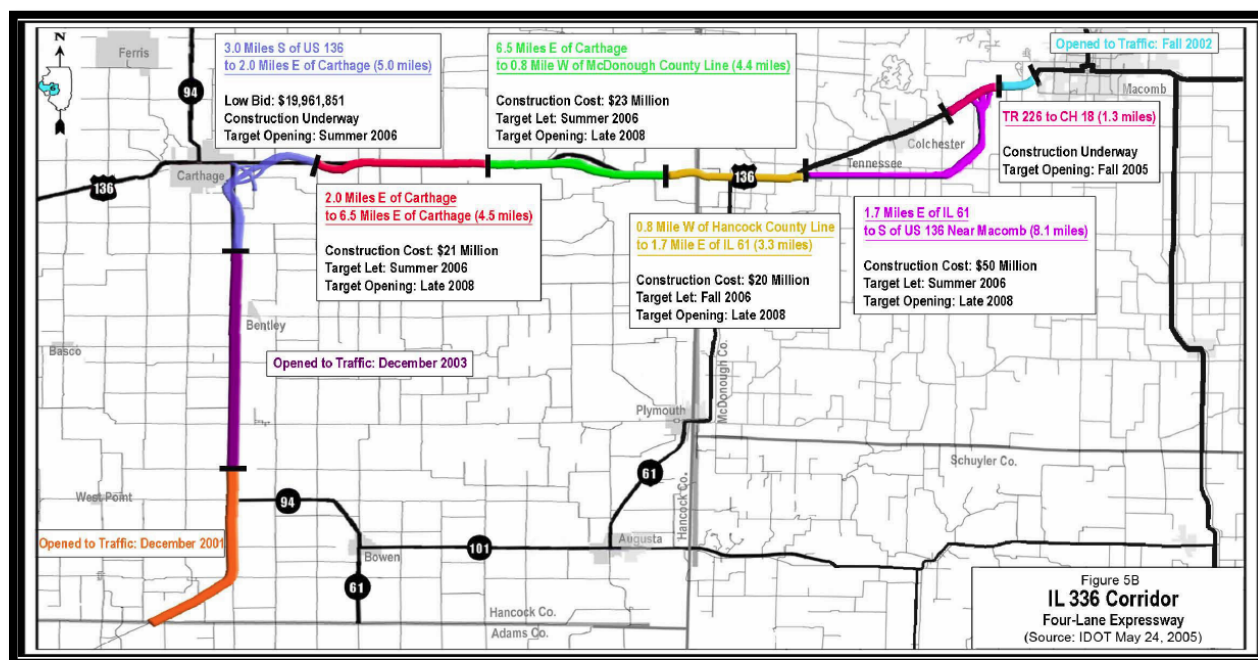 N
Ferris
94
3.0 Miles S of US 136
to 2.0 Miles E of Carthage (5.0 miles)
Low Bid: $19,961,851
Construction Underway
Target Opening: Summer 2006
6.5 Miles E of Carthage
to 0.8 Mile W of McDonough County Line (4.4 miles)
Construction Cost: $23 Million
Target Let: Summer 2006
Target Opening: Late 2008
Opened to Traffic: Fall 2002
Macomb
TR 226 to CH 18 (1.3 miles)
Construction Underway
Target Opening: Fall 2005
Colchester
Tennessee
136
Carthage
136
2.0 Miles E of Carthage
to 6.5 Miles E of Carthage (4.5 miles)
Construction Cost: $21 Million
Target Let: Summer 2006
Target Opening: Late 2008
0.8 Mile W of Hancock County Line
to 1.7 Mile E of IL 61 (3.3 miles)
Construction Cost: $20 Million
Target Let: Fall 2006
Target Opening: Late 2008
1.7 Miles E of IL 61
to S of US 136 Near Macomb (8.1 miles)
Construction Cost: $50 Million
Target Let: Summer 2006
Target Opening: Late 2008
Bentley
Basco
Opened to Traffic: December 2003
Plymouth
McDonough Co.
Hancock Co.
Schuyler Co.
West Point
94
61
Opened to Traffic: December 2001
Bowen
101
Augusta
61
Hancock Co.
Adams Co.
Figure 5B
IL 336 Corridor
Four-Lane Expressway
(Source: IDOT May 24, 2005)